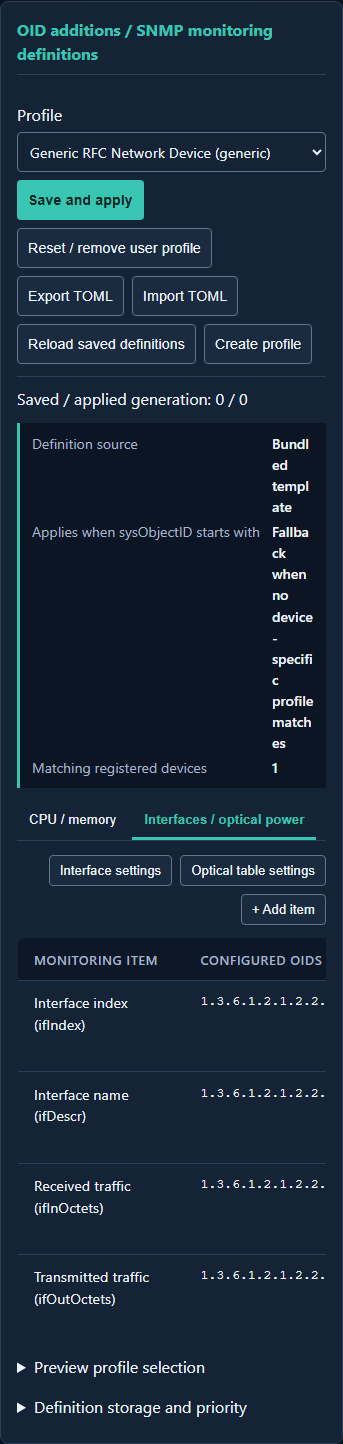 OID additions / SNMP monitoring
definitions
Profile
Generic RFC Network Device (generic)
Save and apply
Reset / remove user profile
Export TOML Import TOML
Reload saved definitions Create profile
Saved / applied generation: 0 / 0
Definition source Bundl
ed
templ
ate
Applies when sysObjectID starts with Fallba
ck
when
no
device
-
specifi
c
profile
match
es
Matching registered devices 1
CPU / memory Interfaces / optical power
Interface settings Optical table settings
+ Add item
MONITORING ITEM CONFIGURED OIDS
Interface index 1.3.6.1.2.1.2.2.
(ifIndex)
Interface name 1.3.6.1.2.1.2.2.
(ifDescr)
Received traffic 1.3.6.1.2.1.2.2.
(ifInOctets)
Transmitted traffic 1.3.6.1.2.1.2.2.
(ifOutOctets)
Preview profile selection
Definition storage and priority